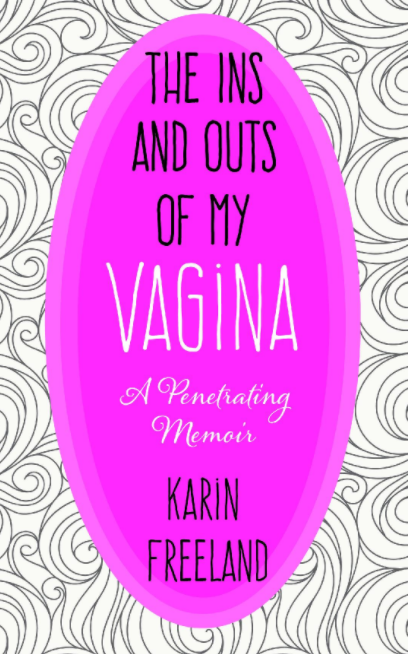 THE INS
AND OUTS
OF MY
VAGiNA
A Penetrating
Memoir
KARiN
FREELAND